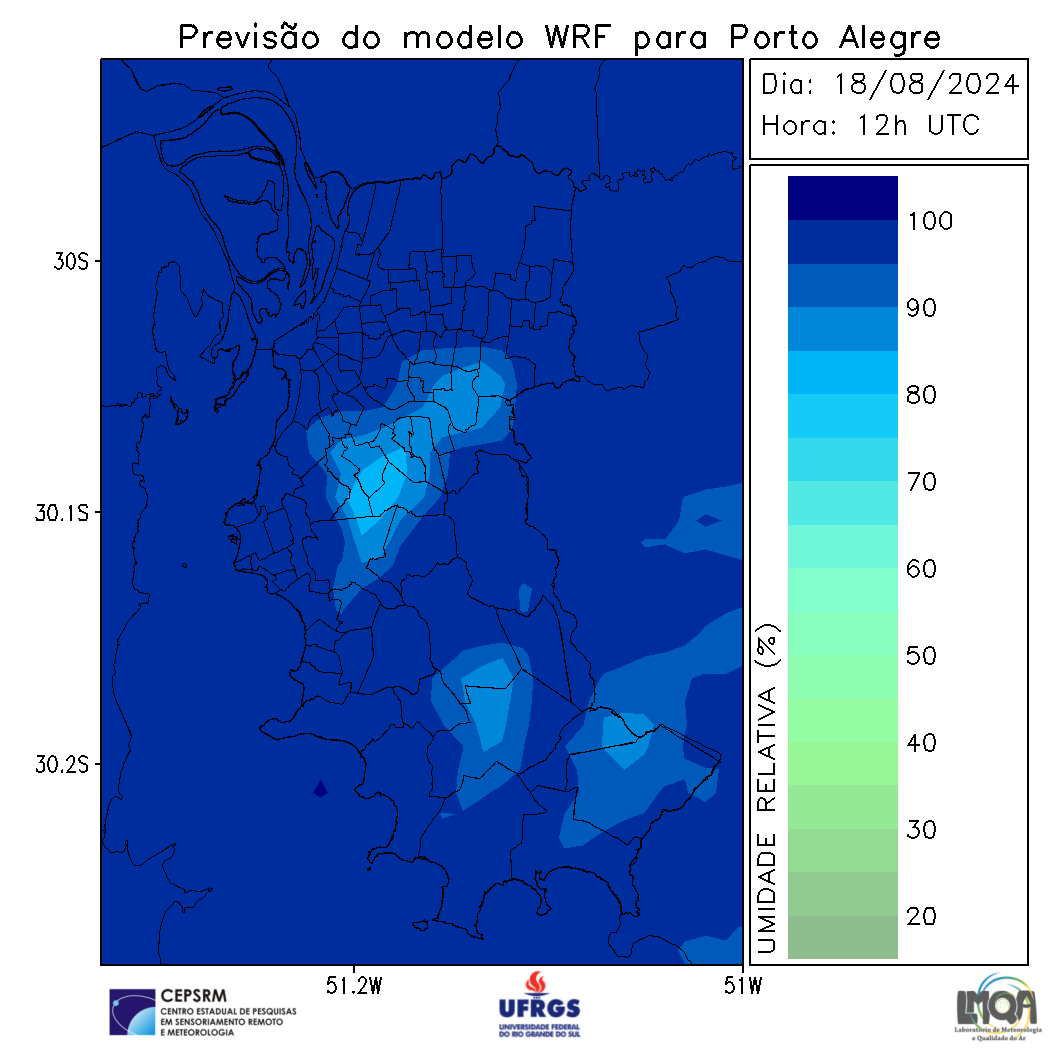 Previsão do modelo WRF para Porto Alegre
Dia: 18/08/2024
Hora: 12h UTC
100
90
80
70
60
50
40
30
20
UMIDADE RELATIVA (%)
30S
30.1S
30.2S
51.2W
51W
CEPSRM
CENTRO ESTADUAL DE PESQUISAS
EM SENSORIAMENTO REMOTO
E METEOROLOGIA
UFRGS
UNIVERSIDADE FEDERAL
DO RIO GRANDE DO SUL
LMQA
Laboratório de Meteorologia
e Qualidade do Ar